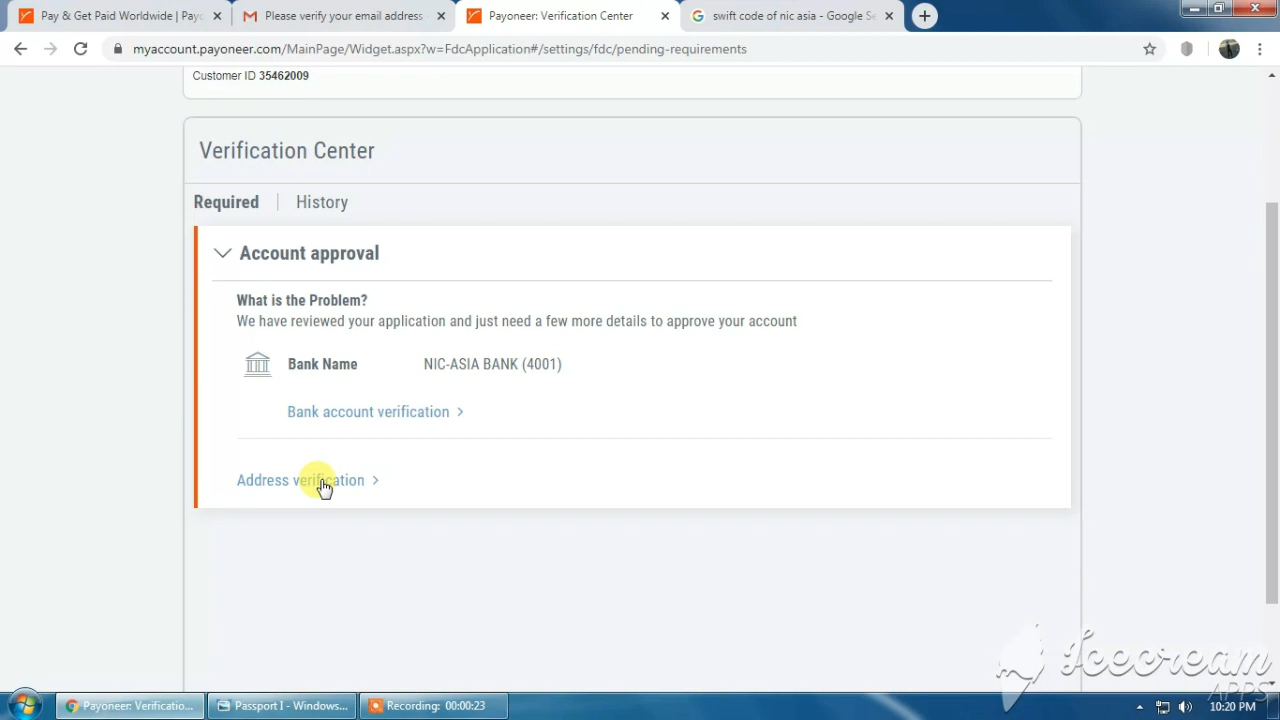 Pay & Get Paid Worldwide | Payo
Please verify your email address
Payoneer: Verification Center
swift code of nic asia - Google Se
myaccount.payoneer.com/MainPage/Widget.aspx?w=FdcApplication#/settings/fdc/pending-requirements
Customer ID 35462009
Verification Center
Required | History
Account approval
What is the Problem?
We have reviewed your application and just need a few more details to approve your account
Bank Name NIC-ASIA BANK (4001)
Bank account verification >
Address verification >
Icecream
APPS
Payoneer: Verificatio...
Passport I - Windows...
Recording: 00:00:23
10:20 PM